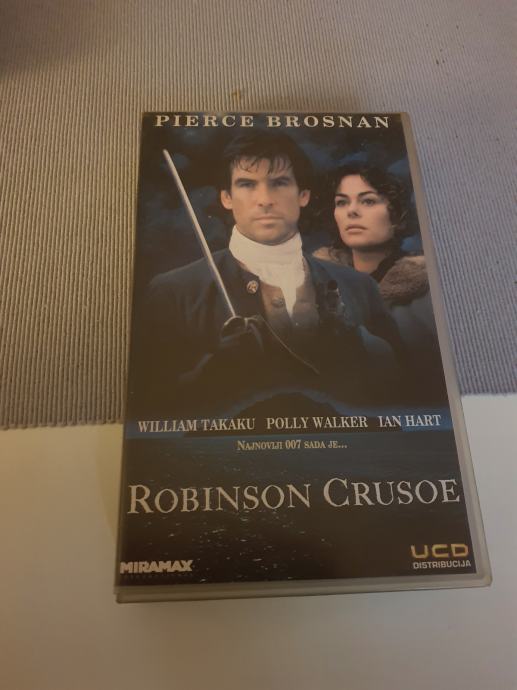 PIERCE BROSNAN
WILLIAM TAKAKU POLLY WALKER IAN HART
NAJNOVIJI 007 SADA JE...
ROBINSON CRUSOE
MIRAMAX
UCD
DISTRIBUCIJA